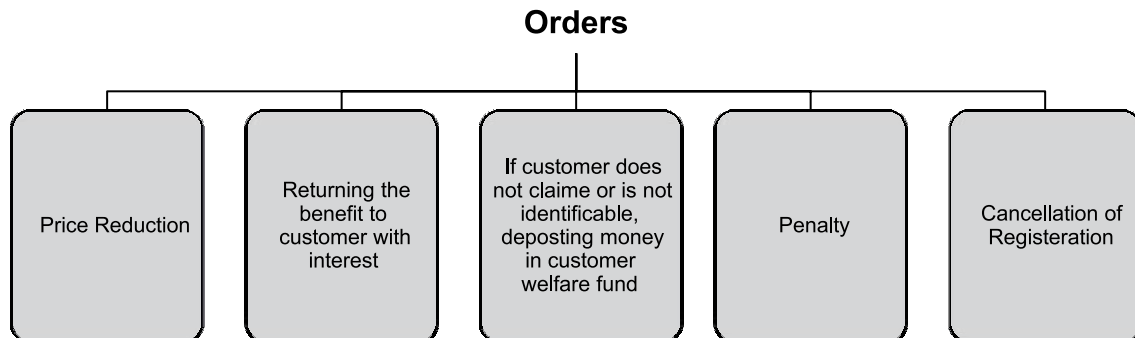 Orders
Price Reduction
Returning the
benefit to
customer with
interest
If customer does
not claime or is not
identificable,
deposting money
in customer
welfare fund
Penalty
Cancellation of
Registeration